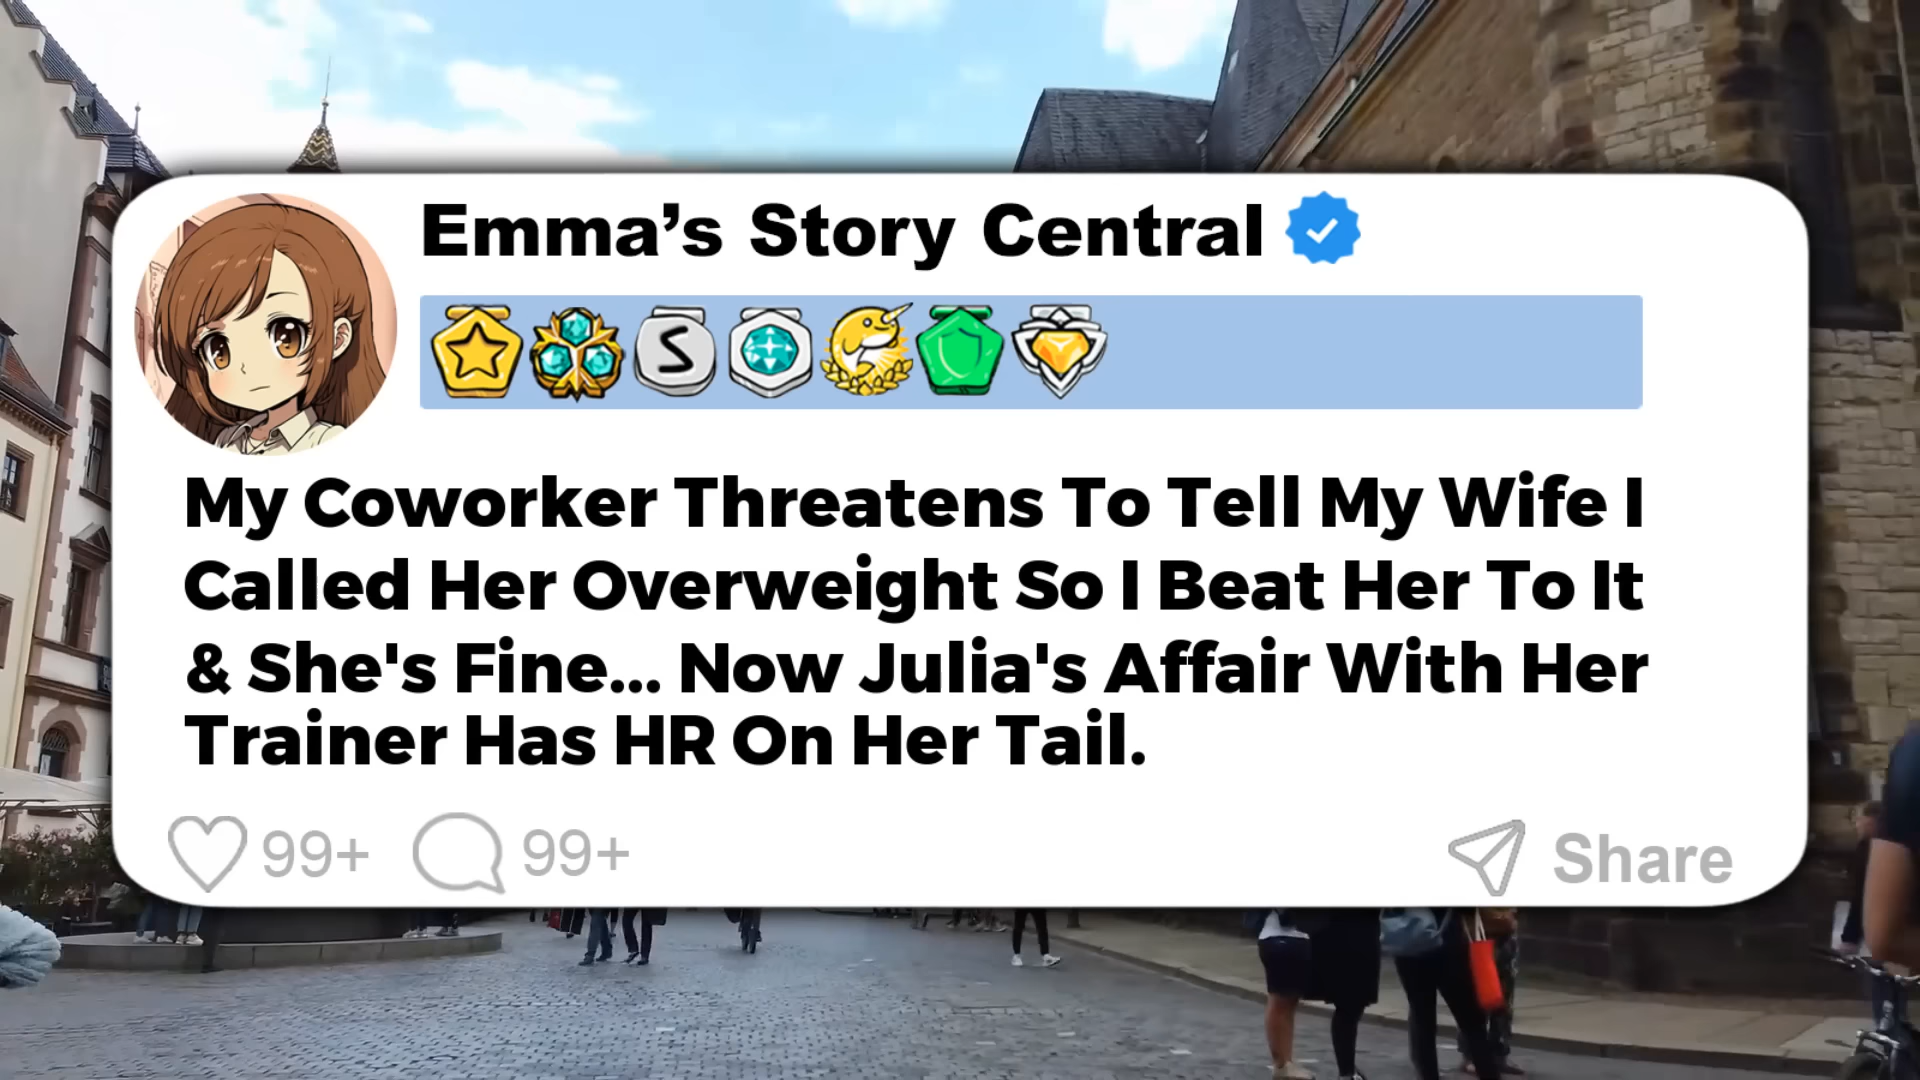 Emma’s Story Central
S
My Coworker Threatens To Tell My Wife I
Called Her Overweight So I Beat Her To It
& She's Fine... Now Julia's Affair With Her
Trainer Has HR On Her Tail.
99+ 99+ Share